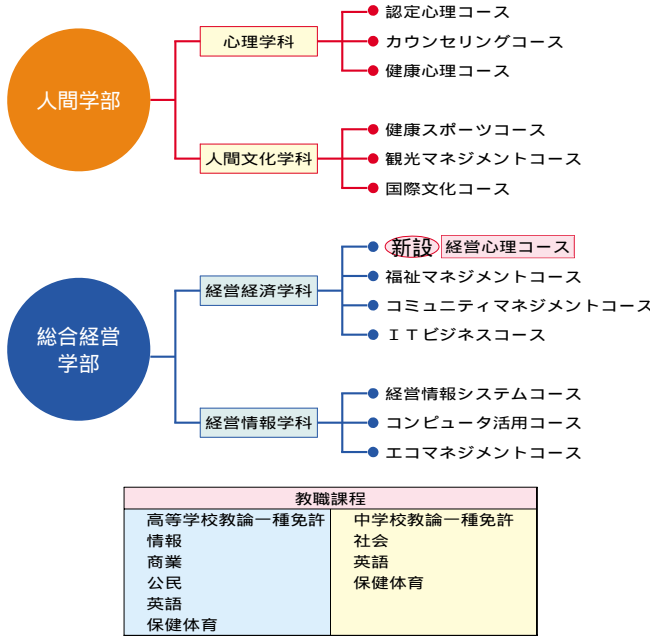 人間学部
心理学科
認定心理コース
カウンセリングコース
健康心理コース
人間文化学科
健康スポーツコース
観光マネジメントコース
国際文化コース
総合経営
学部
経営経済学科
新設 経営心理コース
福祉マネジメントコース
コミュニティマネジメントコース
ＩＴビジネスコース
経営情報学科
経営情報システムコース
コンピュータ活用コース
エコマネジメントコース
教職課程
高等学校教論一種免許
情報
商業
公民
英語
保健体育
中学校教論一種免許
社会
英語
保健体育